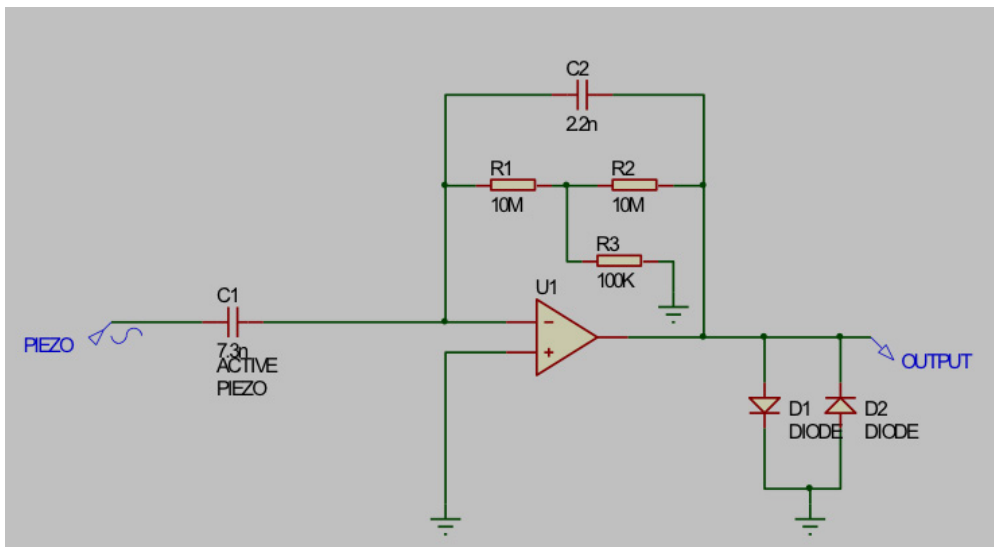 C2
2.2n
R1
R2
10M
10M
R3
100K
U1
C1
PIEZO
7.3n
ACTIVE
PIEZO
OUTPUT
D1
DIODE
D2
DIODE